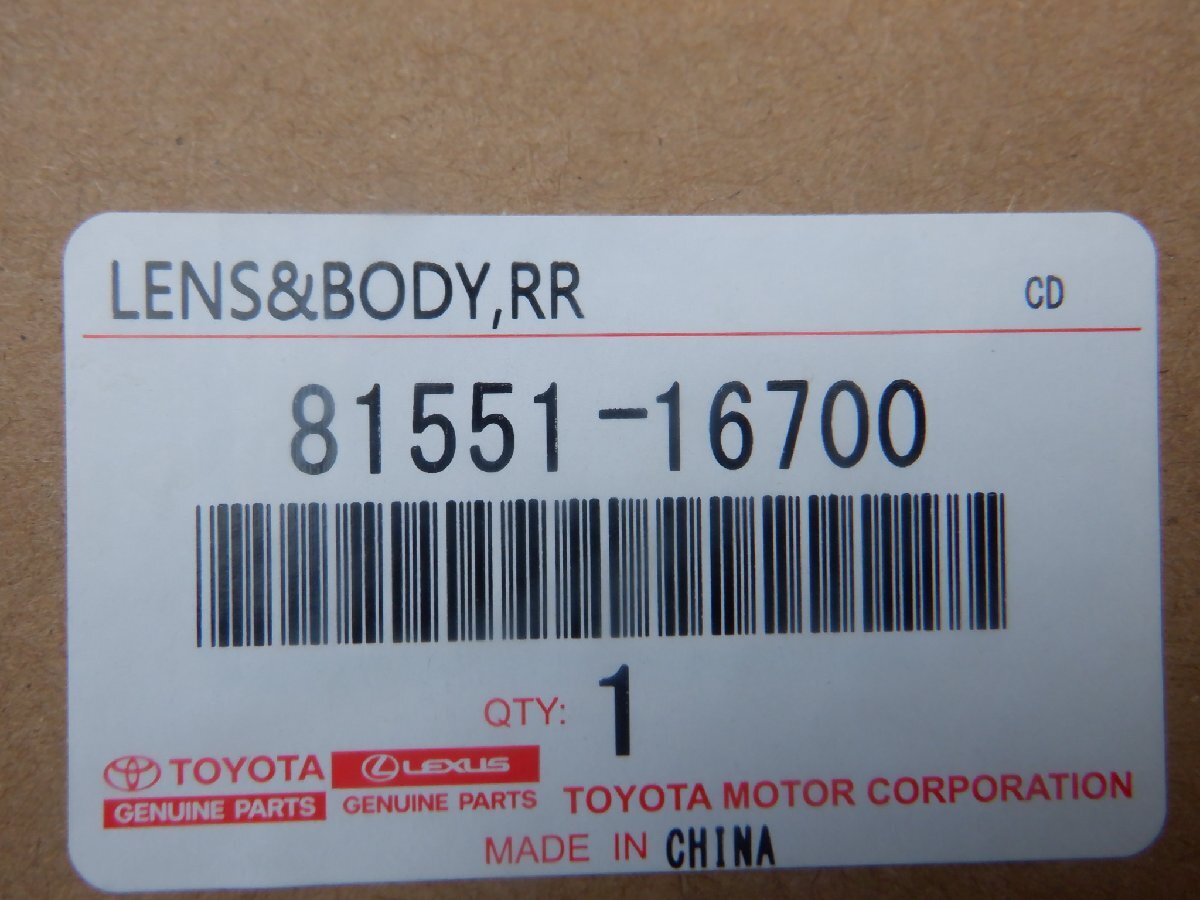 LENS&BODY,RR CD
81551-16700
QTY: 1
TOYOTA LEXUS
GENUINE PARTS GENUINE PARTS TOYOTA MOTOR CORPORATION
MADE IN CHINA